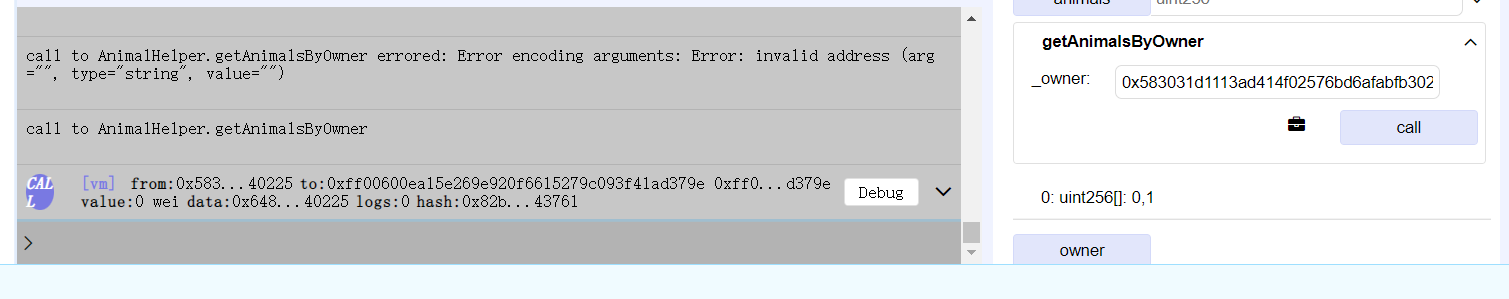 call to AnimalHelper.getAnimalsByOwner errored: Error encoding arguments: Error: invalid address (arg
="", type="string", value="")
call to AnimalHelper.getAnimalsByOwner
CAL
L
[vm] from:0x583...40225 to:0xff00600ea15e269e920f6615279c093f41ad379e 0xff0...d379e
value:0 wei data:0x648...40225 logs:0 hash:0x82b...43761
Debug
>
animals uint256
getAnimalsByOwner
_owner: 0x583031d1113ad414f02576bd6afabfb302
call
0: uint256[]: 0,1
owner